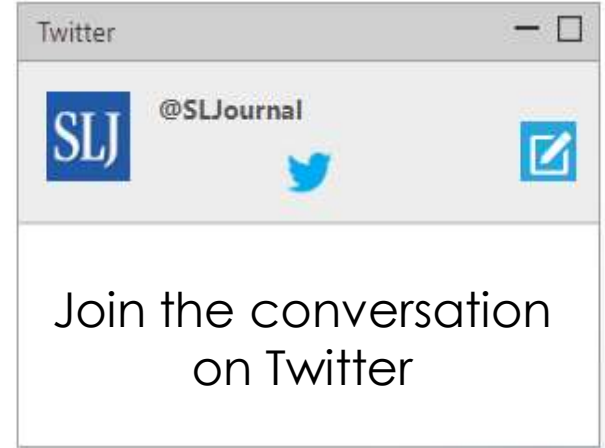 Twitter
SLJ
@SLJournal
Join the conversation
on Twitter